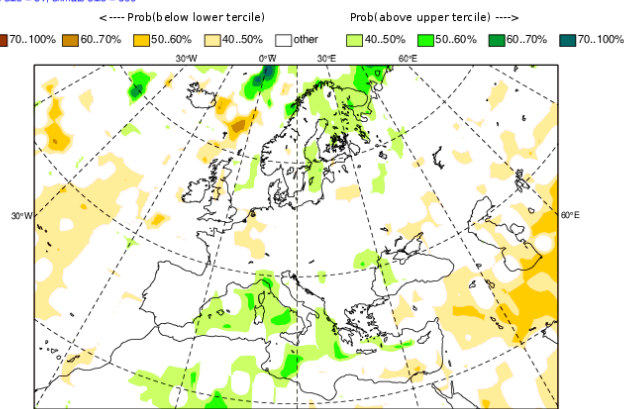 <---- Prob(below lower tercile) Prob(above upper tercile) ---->
70..100% 60..70% 50..60% 40..50% other 40..50% 50..60% 60..70% 70..100%
30°W 0°W 30°E 60°E
30°W 60°E